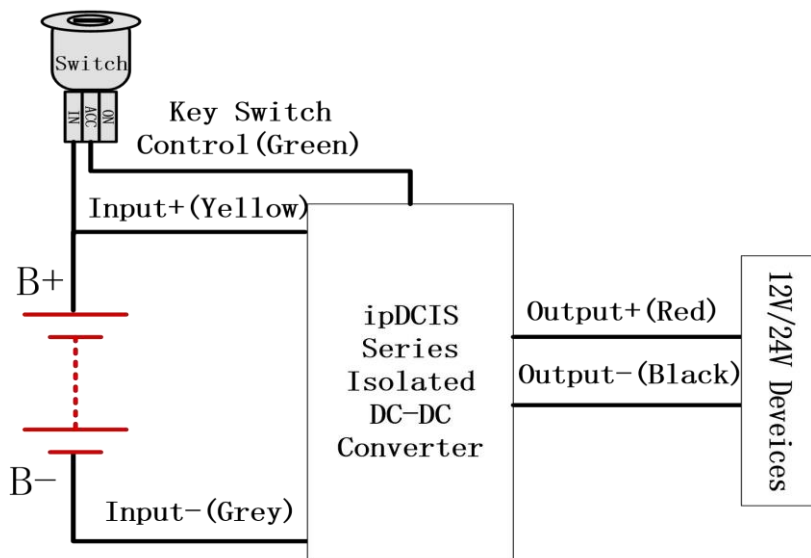 Switch
IN
ACC
ON
Key Switch
Control(Green)
Input+(Yellow)
B+
ipDCIS
Series
Isolated
DC-DC
Converter
Output+(Red)
Output-(Black)
12V/24V Deveices
B-
Input-(Grey)